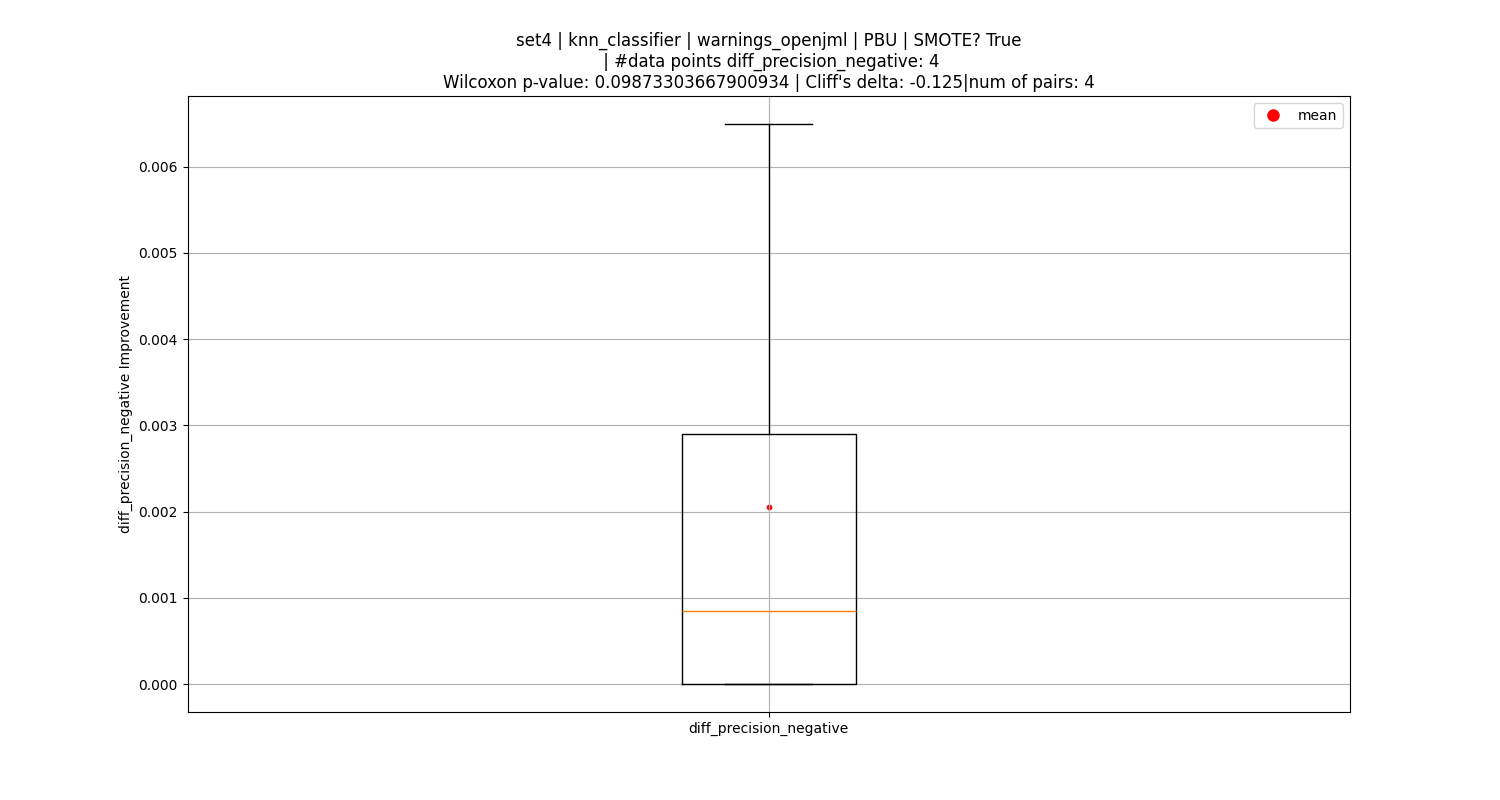 set4 | knn_classifier | warnings_openjml | PBU | SMOTE? True
| #data points diff_precision_negative: 4
Wilcoxon p-value: 0.09873303667900934 | Cliff's delta: -0.125|num of pairs: 4
mean
diff_precision_negative Improvement
0.006
0.005
0.004
0.003
0.002
0.001
0.000
diff_precision_negative